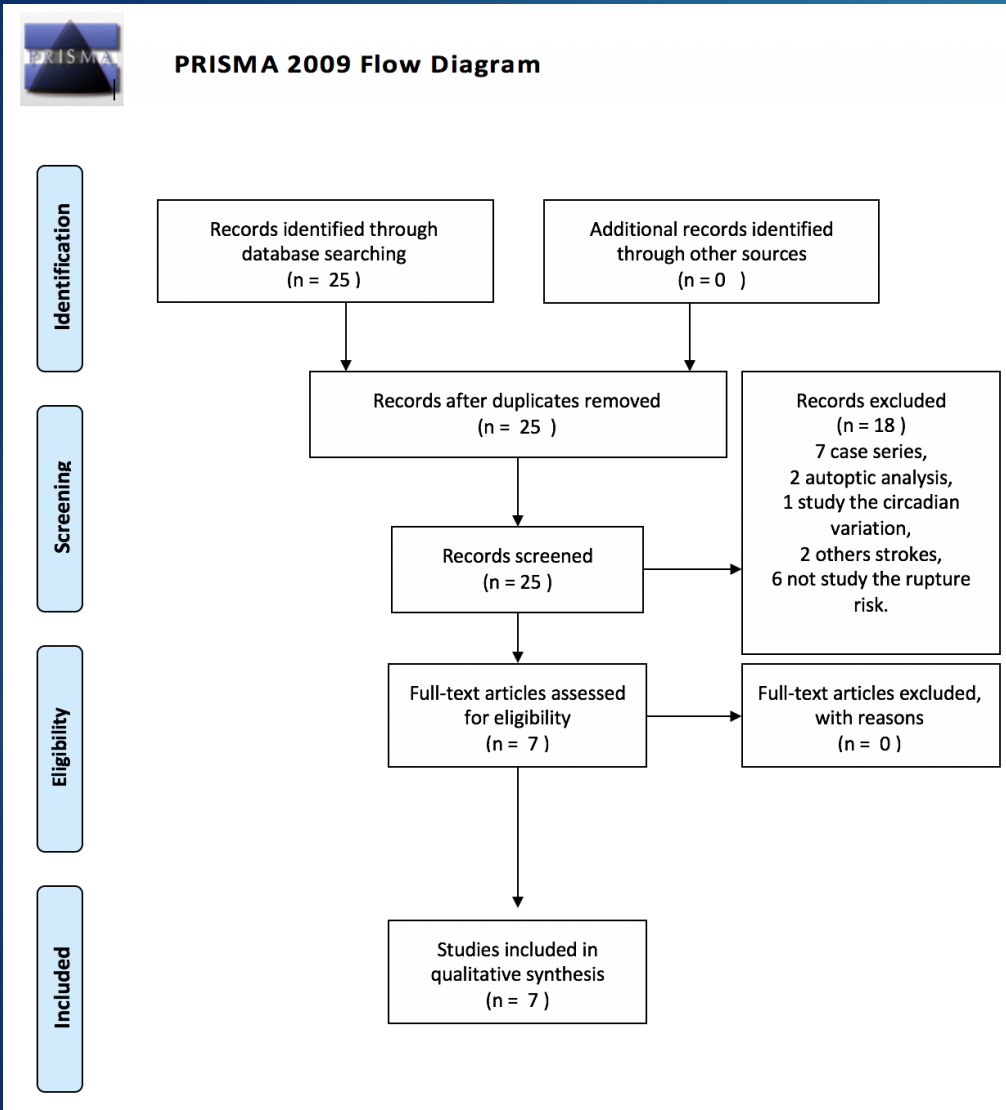 PRISMA
PRISMA 2009 Flow Diagram
Identification
Records identified through
database searching
(n = 25 )
Additional records identified
through other sources
(n = 0 )
Records after duplicates removed
(n = 25 )
Screening
Records screened
(n = 25 )
Records excluded
(n = 18 )
7 case series,
2 autoptic analysis,
1 study the circadian
variation,
2 others strokes,
6 not study the rupture
risk.
Eligibility
Full-text articles assessed
for eligibility
(n = 7 )
Full-text articles excluded,
with reasons
(n = 0 )
Included
Studies included in
qualitative synthesis
(n = 7 )